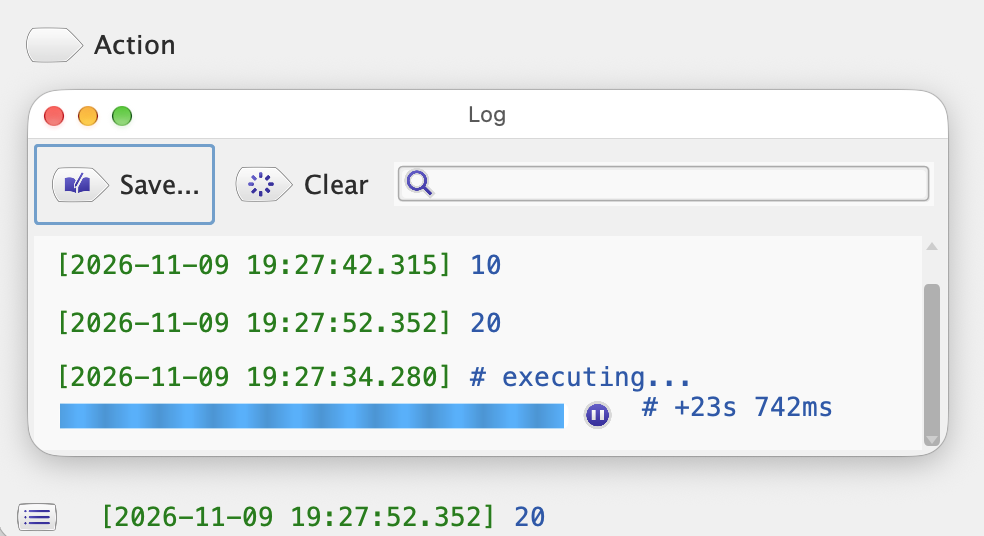 Action
Log
Save... Clear
[2026-11-09 19:27:42.315] 10
[2026-11-09 19:27:52.352] 20
[2026-11-09 19:27:34.280] # executing...
# +23s 742ms
[2026-11-09 19:27:52.352] 20